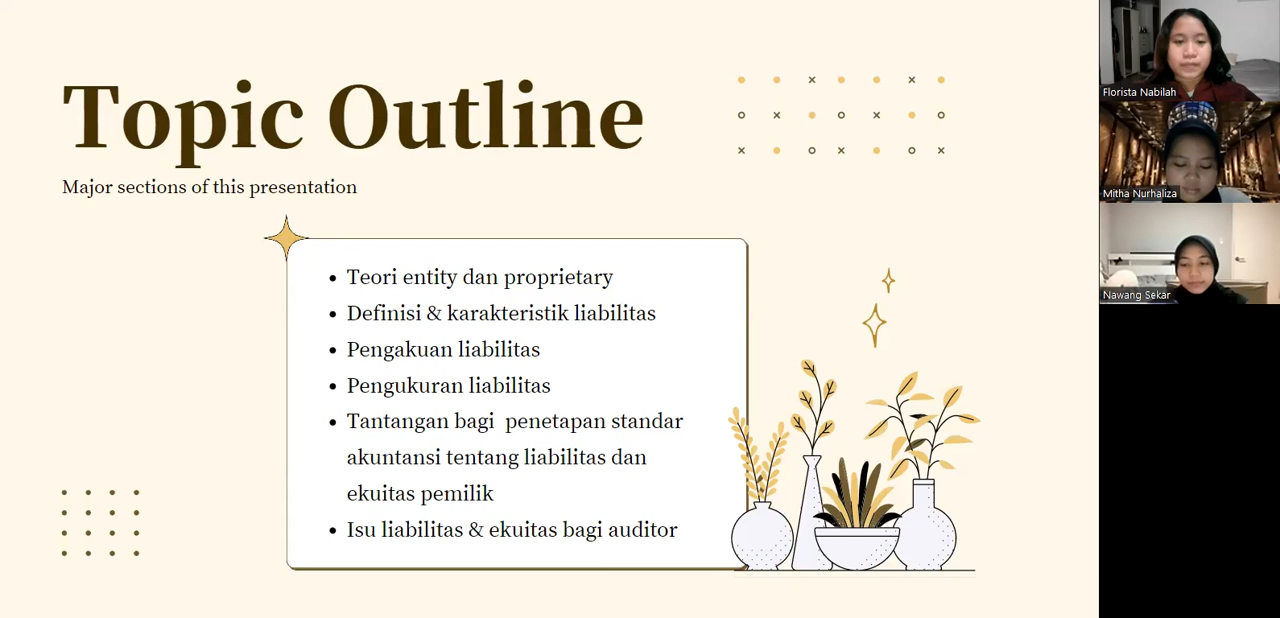 Topic Outline
Major sections of this presentation
• Teori entity dan proprietary
• Definisi & karakteristik liabilitas
• Pengakuan liabilitas
• Pengukuran liabilitas
• Tantangan bagi  penetapan standar
akuntansi tentang liabilitas dan
ekuitas pemilik
• Isu liabilitas & ekuitas bagi auditor
Florista Nabilah
Mitha Nurhaliza
Nawang Sekar